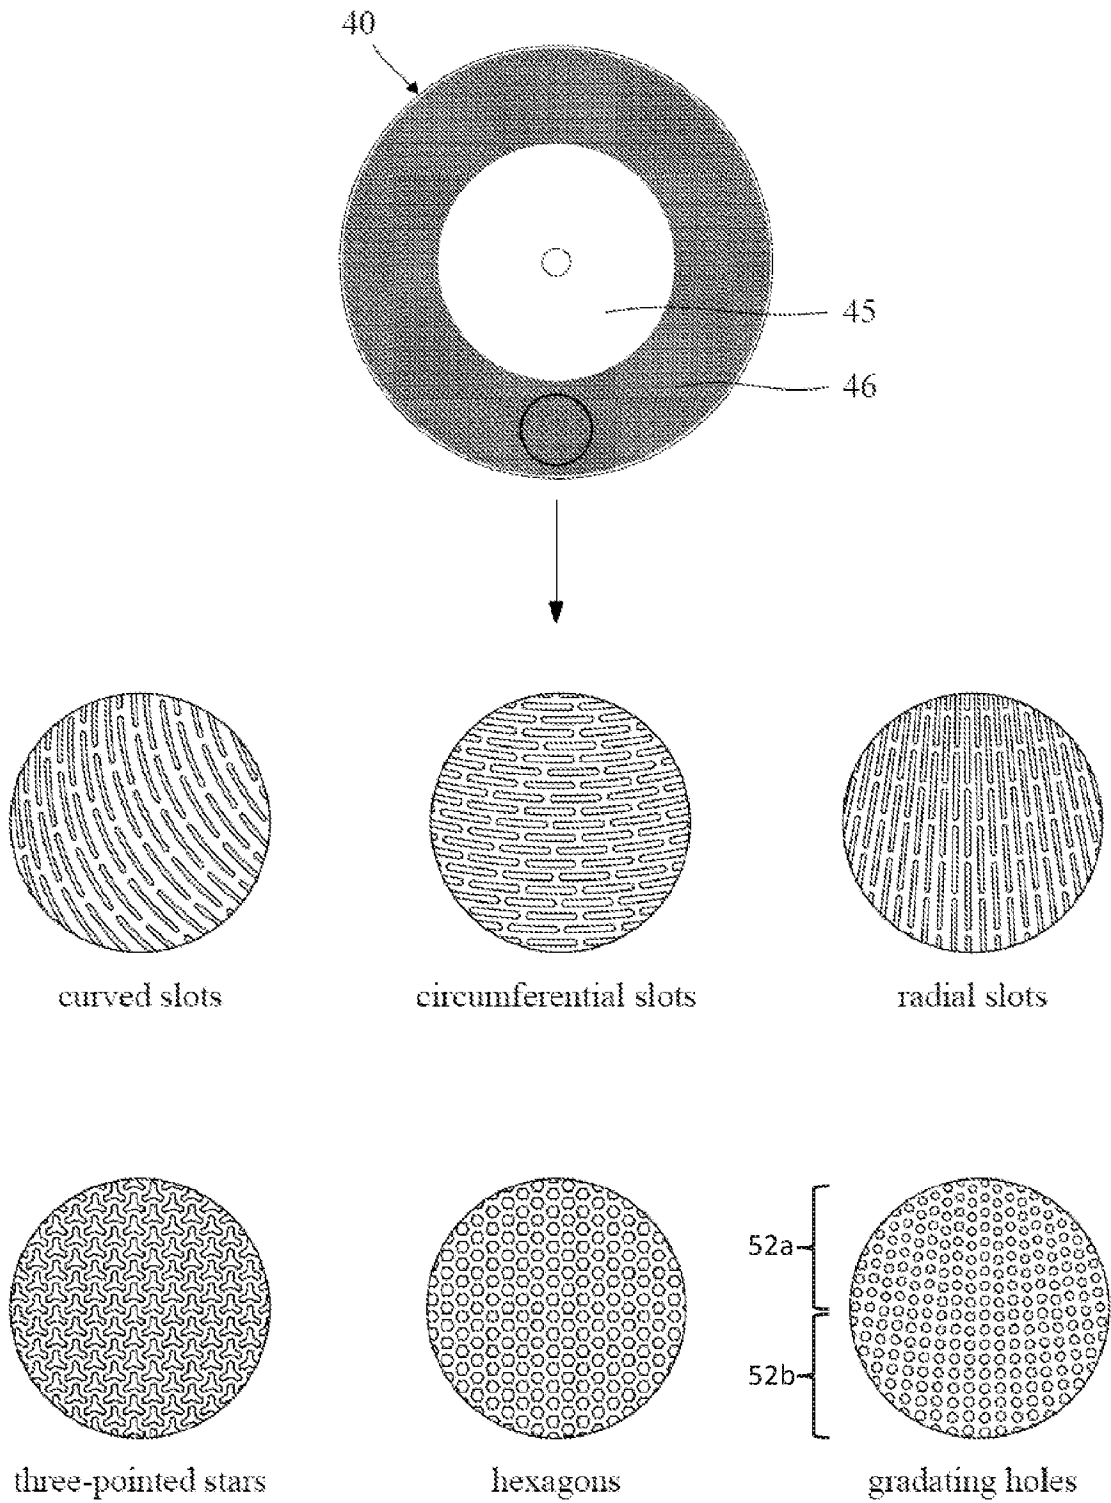 40
45
46
curved slots
circumferential slots
radial slots
52a
52b
three-pointed stars
hexagons
gradating holes